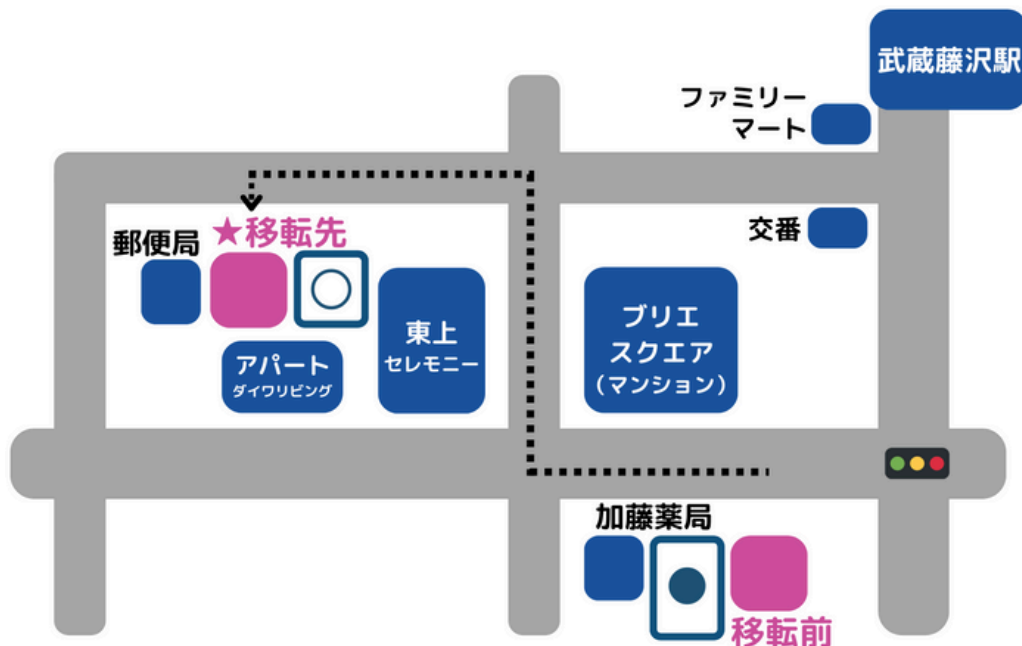 武蔵藤沢駅
ファミリー
マート
交番
★移転先
郵便局
東上
セレモニー
アパート
ダイワリビング
ブリエ
スクエア
(マンション)
加藤薬局
移転前